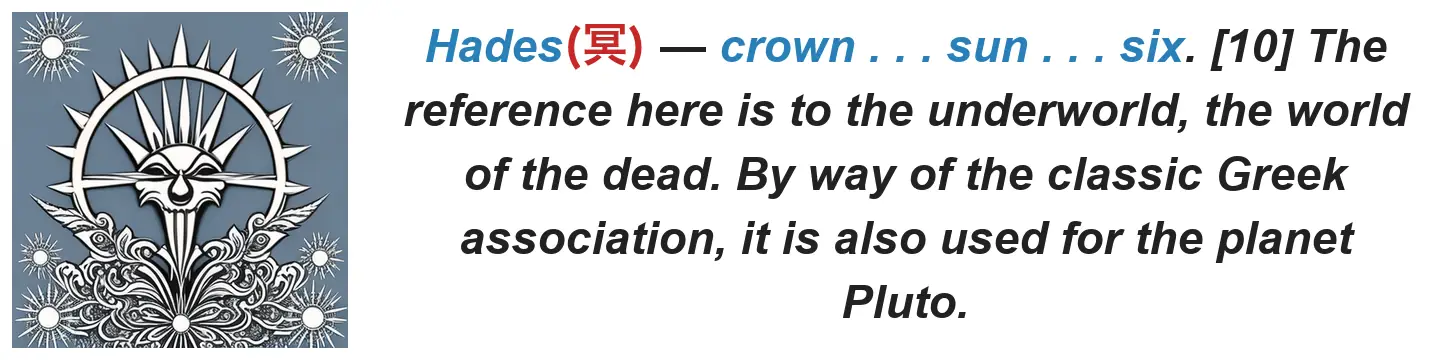 Hades(冥) — crown . . . sun . . . six. [10] The
reference here is to the underworld, the world
of the dead. By way of the classic Greek
association, it is also used for the planet
Pluto.